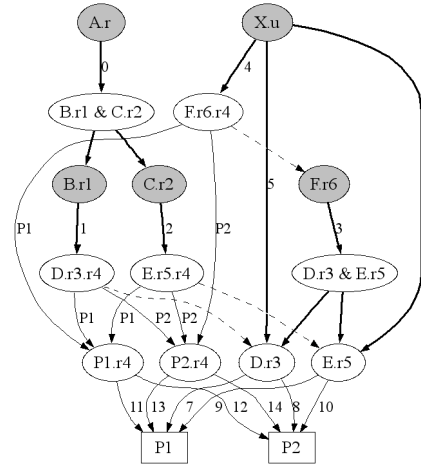 A.r X.u
0 4
B.r1 & C.r2 F.r6.r4
B.r1 C.r2 5 F.r6
P1 1 2 P2 3
D.r3.r4 E.r5.r4 D.r3 & E.r5
P1 P1 P2 P2
P1.r4 P2.r4 D.r3 E.r5
11 13 7 9 12 14 8 10
P1 P2